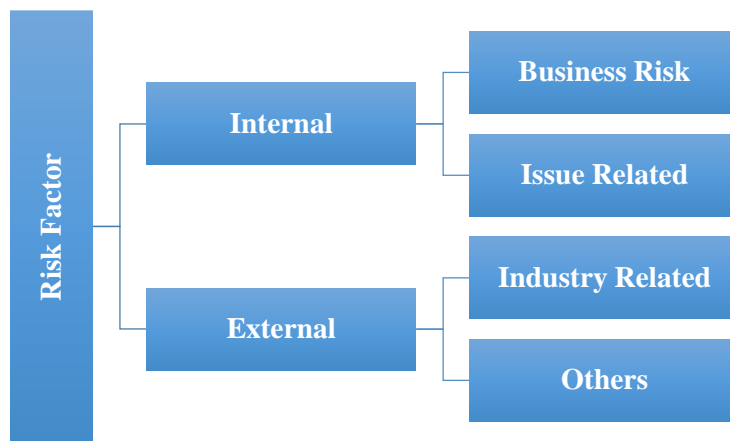 Risk Factor
Internal
Business Risk
Issue Related
External
Industry Related
Others